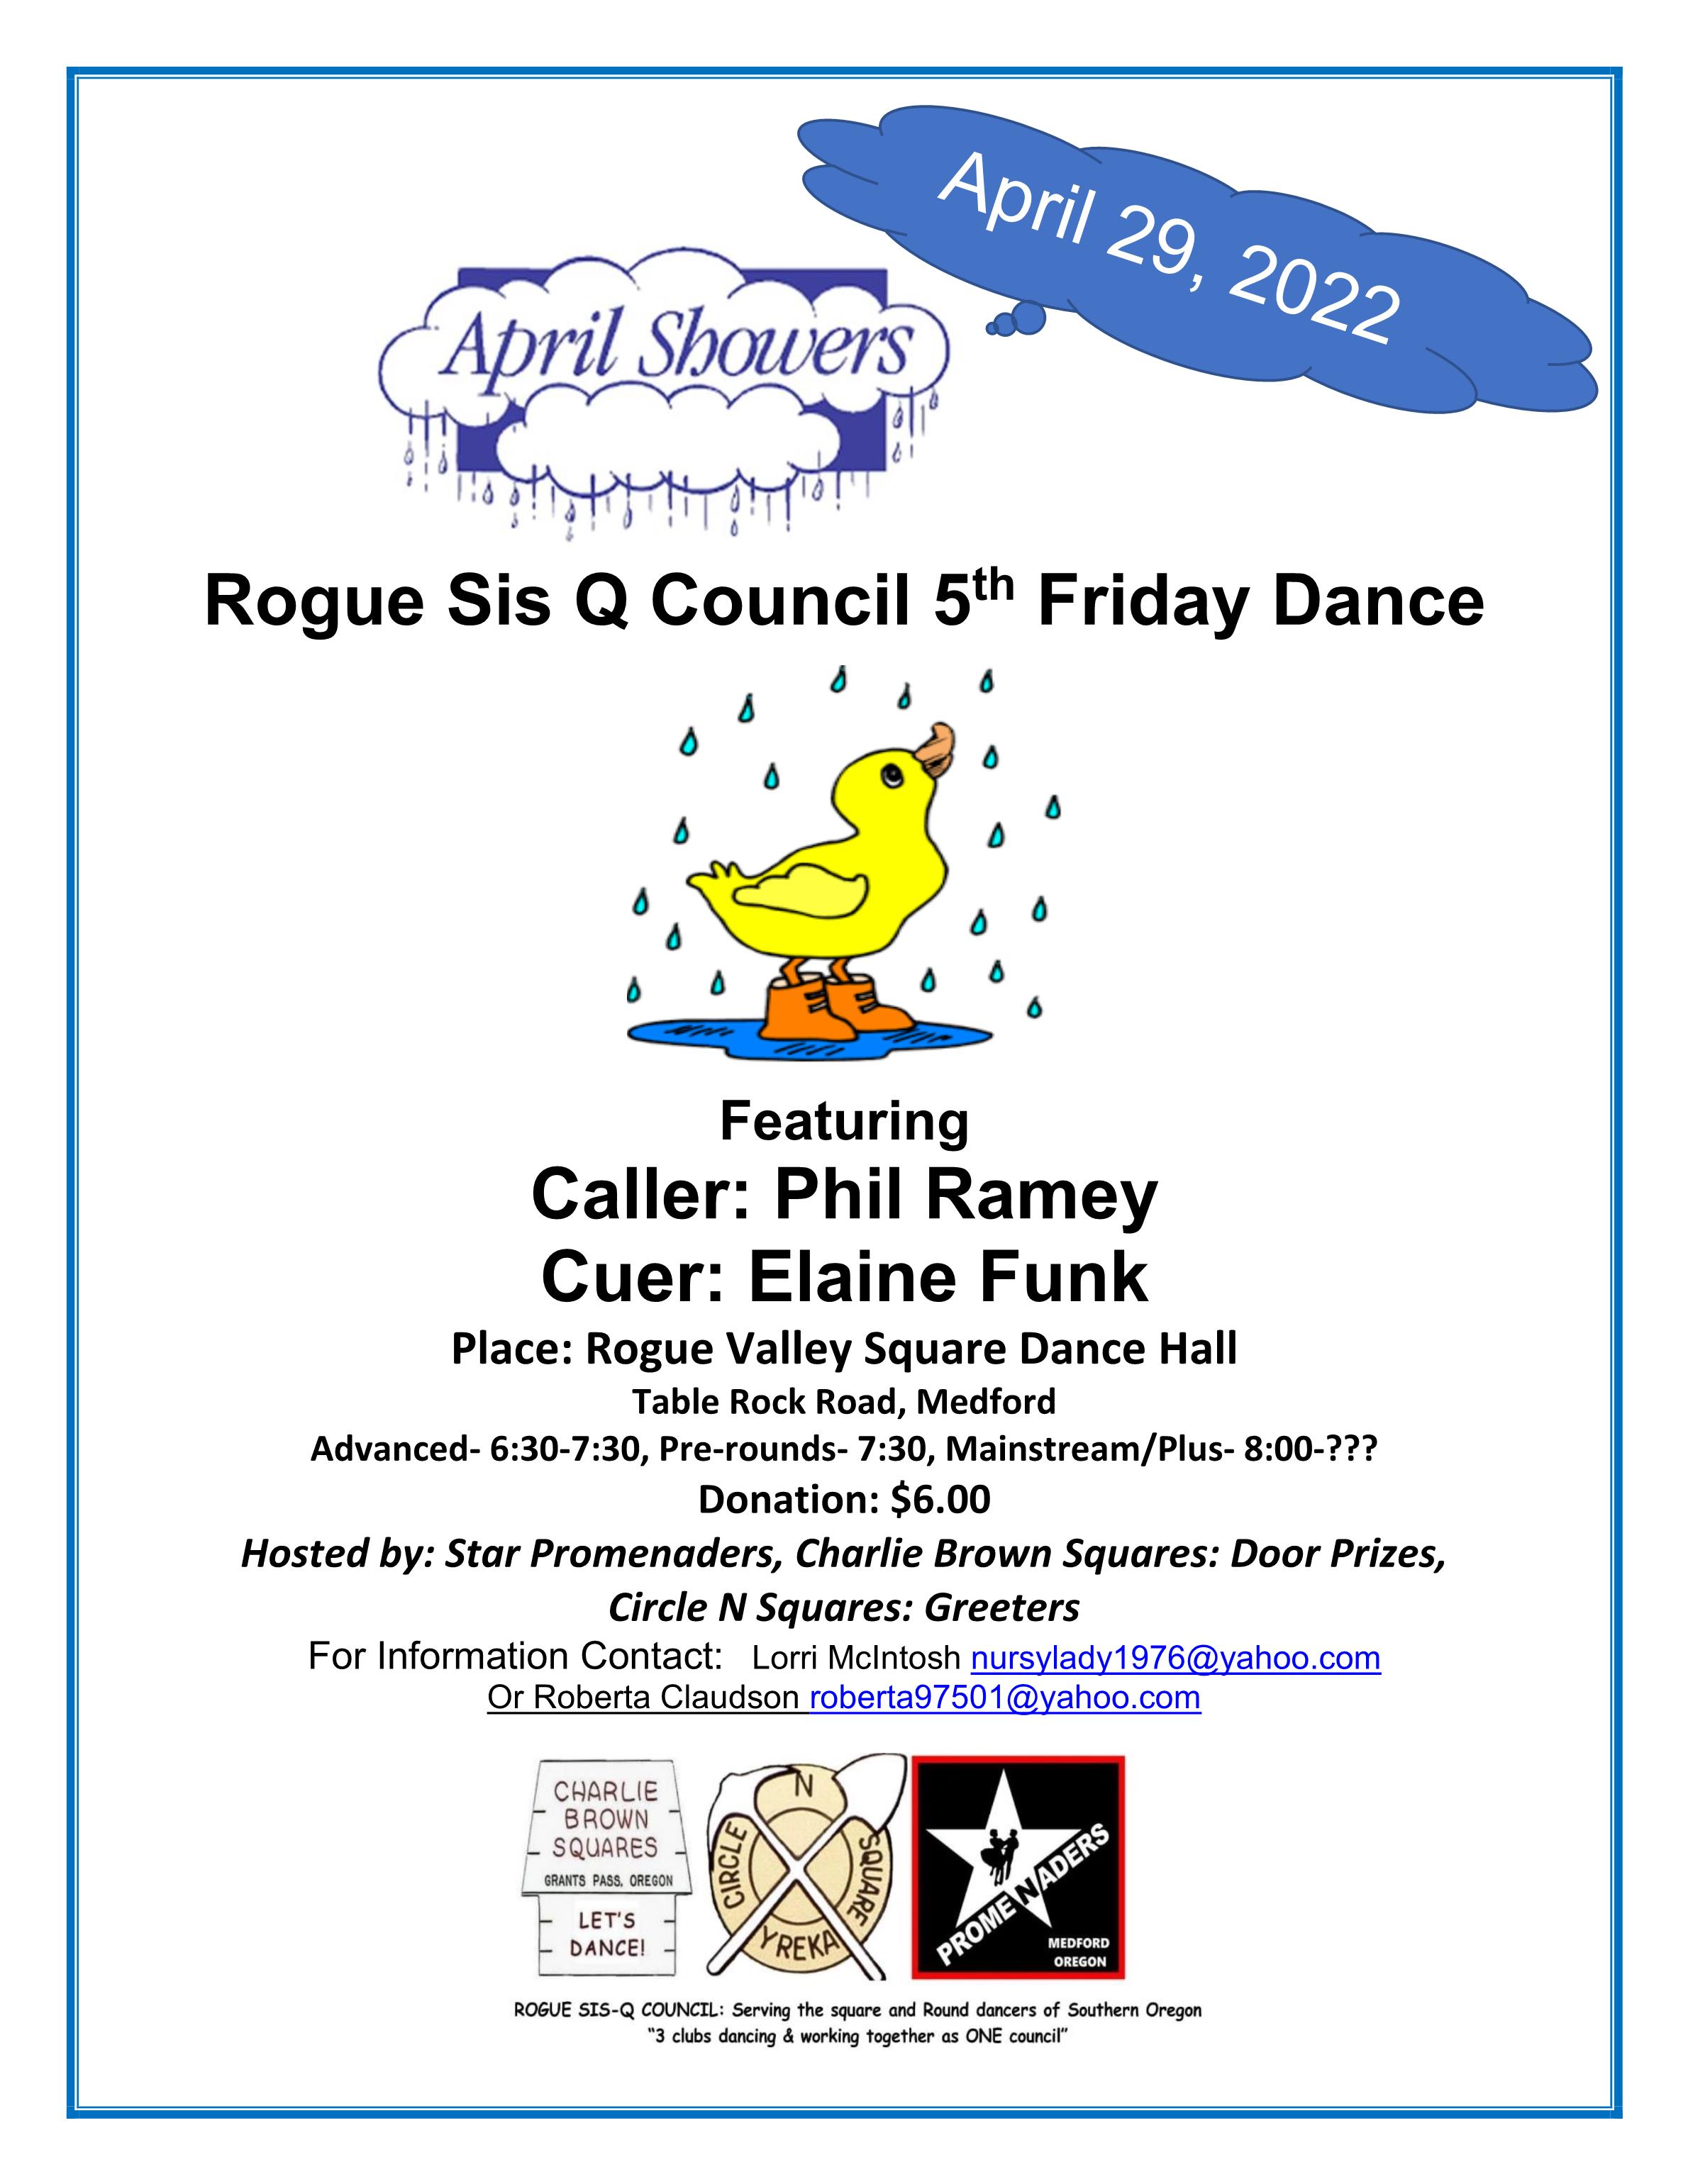 April 29, 2022
April Showers
Rogue Sis Q Council 5th Friday Dance
Featuring
Caller: Phil Ramey
Cuer: Elaine Funk
Place: Rogue Valley Square Dance Hall
Table Rock Road, Medford
Advanced- 6:30-7:30, Pre-rounds- 7:30, Mainstream/Plus- 8:00-???
Donation: $6.00
Hosted by: Star Promenaders, Charlie Brown Squares: Door Prizes,
Circle N Squares: Greeters
For Information Contact: Lorri McIntosh nursylady1976@yahoo.com
Or Roberta Claudson roberta97501@yahoo.com
CHARLIE
BROWN
SQUARES
GRANTS PASS, OREGON
LET'S
DANCE!
CIRCLE
N
SQUARE
YREKA
PROMENADERS
MEDFORD
OREGON
ROGUE SIS-Q COUNCIL: Serving the square and Round dancers of Southern Oregon
"3 clubs dancing & working together as ONE council"